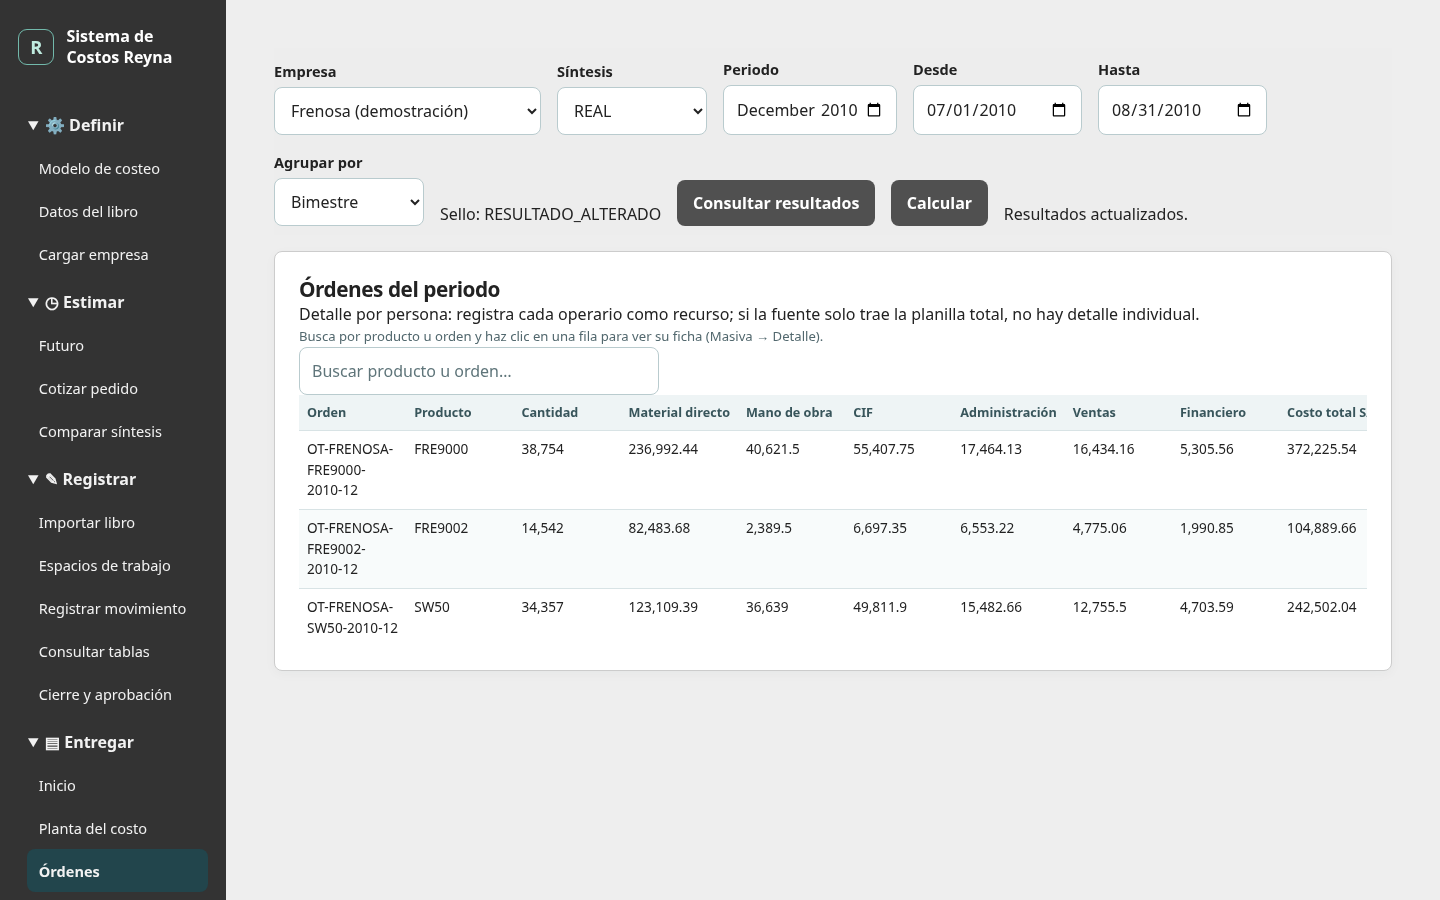 R
Sistema de
Costos Reyna
▼ ⚙️ Definir
Modelo de costeo
Datos del libro
Cargar empresa
▼ ◷ Estimar
Futuro
Cotizar pedido
Comparar síntesis
▼ ✎ Registrar
Importar libro
Espacios de trabajo
Registrar movimiento
Consultar tablas
Cierre y aprobación
▼ ▤ Entregar
Inicio
Planta del costo
Órdenes
Empresa Síntesis Periodo Desde Hasta
Frenosa (demostración) REAL December 2010 07/01/2010 08/31/2010
Agrupar por
Bimestre Sello: RESULTADO_ALTERADO Consultar resultados Calcular Resultados actualizados.
Órdenes del periodo
Detalle por persona: registra cada operario como recurso; si la fuente solo trae la planilla total, no hay detalle individual.
Busca por producto u orden y haz clic en una fila para ver su ficha (Masiva → Detalle).
Buscar producto u orden...
Orden Producto Cantidad Material directo Mano de obra CIF Administración Ventas Financiero Costo total S
OT-FRENOSA- FRE9000 38,754 236,992.44 40,621.5 55,407.75 17,464.13 16,434.16 5,305.56 372,225.54
FRE9000-
2010-12
OT-FRENOSA- FRE9002 14,542 82,483.68 2,389.5 6,697.35 6,553.22 4,775.06 1,990.85 104,889.66
FRE9002-
2010-12
OT-FRENOSA- SW50 34,357 123,109.39 36,639 49,811.9 15,482.66 12,755.5 4,703.59 242,502.04
SW50-2010-12